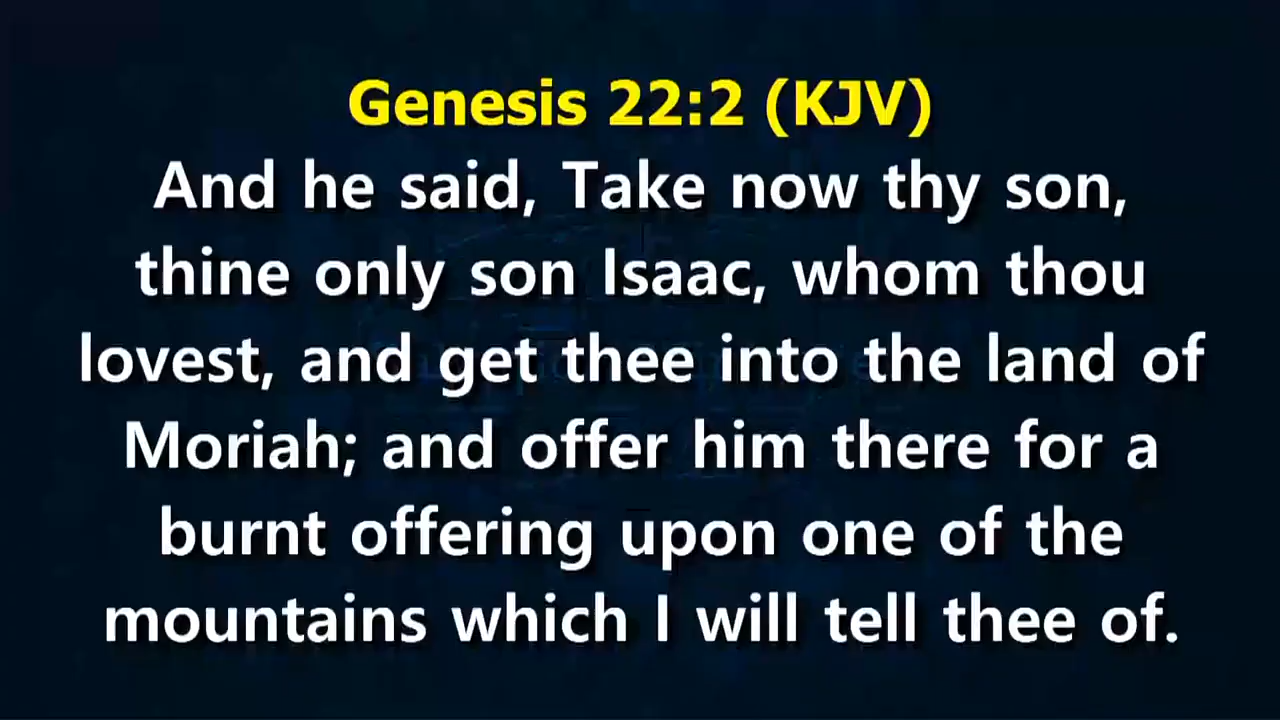 Genesis 22:2 (KJV)
And he said, Take now thy son,
thine only son Isaac, whom thou
lovest, and get thee into the land of
Moriah; and offer him there for a
burnt offering upon one of the
mountains which I will tell thee of.